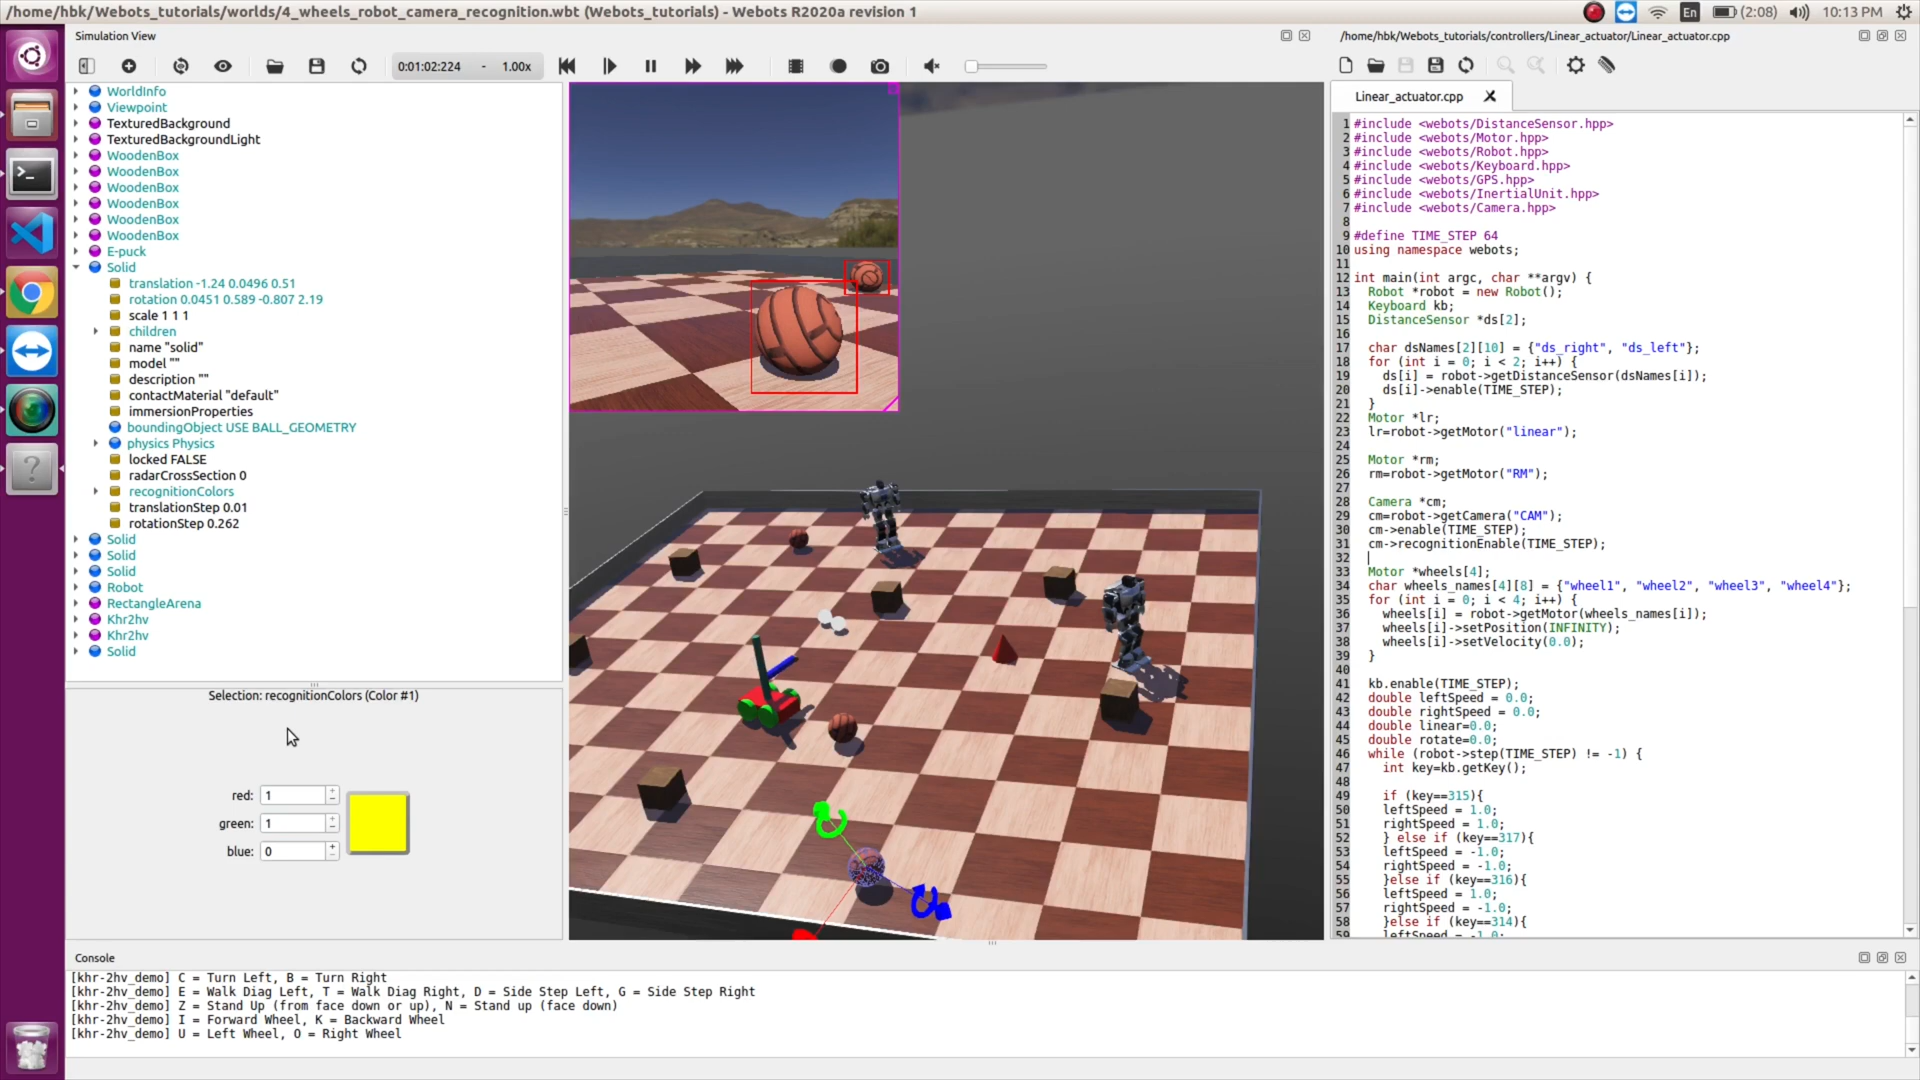 /home/hbk/Webots_tutorials/worlds/4_wheels_robot_camera_recognition.wbt (Webots_tutorials) - Webots R2020a revision 1
En
(2:08)
10:13 PM
Simulation View
0:01:02:224 - 1.00x
WorldInfo
Viewpoint
TexturedBackground
TexturedBackgroundLight
WoodenBox
WoodenBox
WoodenBox
WoodenBox
WoodenBox
WoodenBox
E-puck
Solid
translation -1.24 0.0496 0.51
rotation 0.0451 0.589 -0.807 2.19
scale 1 1 1
children
name "solid"
model ""
description ""
contactMaterial "default"
immersionProperties
boundingObject USE BALL_GEOMETRY
physics Physics
locked FALSE
radarCrossSection 0
recognitionColors
translationStep 0.01
rotationStep 0.262
Solid
Solid
Solid
Robot
RectangleArena
Khr2hv
Khr2hv
Solid
Selection: recognitionColors (Color #1)
red: 1
green: 1
blue: 0
/home/hbk/Webots_tutorials/controllers/Linear_actuator/Linear_actuator.cpp
Linear_actuator.cpp
1 #include <webots/DistanceSensor.hpp>
2 #include <webots/Motor.hpp>
3 #include <webots/Robot.hpp>
4 #include <webots/Keyboard.hpp>
5 #include <webots/GPS.hpp>
6 #include <webots/InertialUnit.hpp>
7 #include <webots/Camera.hpp>
8
9 #define TIME_STEP 64
10 using namespace webots;
11
12 int main(int argc, char **argv) {
13 Robot *robot = new Robot();
14 Keyboard kb;
15 DistanceSensor *ds[2];
16
17 char dsNames[2][10] = {"ds_right", "ds_left"};
18 for (int i = 0; i < 2; i++) {
19 ds[i] = robot->getDistanceSensor(dsNames[i]);
20 ds[i]->enable(TIME_STEP);
21 }
22 Motor *lr;
23 lr=robot->getMotor("linear");
24
25 Motor *rm;
26 rm=robot->getMotor("RM");
27
28 Camera *cm;
29 cm=robot->getCamera("CAM");
30 cm->enable(TIME_STEP);
31 cm->recognitionEnable(TIME_STEP);
32
33 Motor *wheels[4];
34 char wheels_names[4][8] = {"wheel1", "wheel2", "wheel3", "wheel4"};
35 for (int i = 0; i < 4; i++) {
36 wheels[i] = robot->getMotor(wheels_names[i]);
37 wheels[i]->setPosition(INFINITY);
38 wheels[i]->setVelocity(0.0);
39 }
40
41 kb.enable(TIME_STEP);
42 double leftSpeed = 0.0;
43 double rightSpeed = 0.0;
44 double linear=0.0;
45 double rotate=0.0;
46 while (robot->step(TIME_STEP) != -1) {
47 int key=kb.getKey();
48
49 if (key==315){
50 leftSpeed = 1.0;
51 rightSpeed = 1.0;
52 } else if (key==317){
53 leftSpeed = -1.0;
54 rightSpeed = -1.0;
55 }else if (key==316){
56 leftSpeed = 1.0;
57 rightSpeed = -1.0;
58 }else if (key==314){
59 leftSpeed = -1.0;
Console
[khr-2hv_demo] C = Turn Left, B = Turn Right
[khr-2hv_demo] E = Walk Diag Left, T = Walk Diag Right, D = Side Step Left, G = Side Step Right
[khr-2hv_demo] Z = Stand Up (from face down or up), N = Stand up (face down)
[khr-2hv_demo] I = Forward Wheel, K = Backward Wheel
[khr-2hv_demo] U = Left Wheel, O = Right Wheel